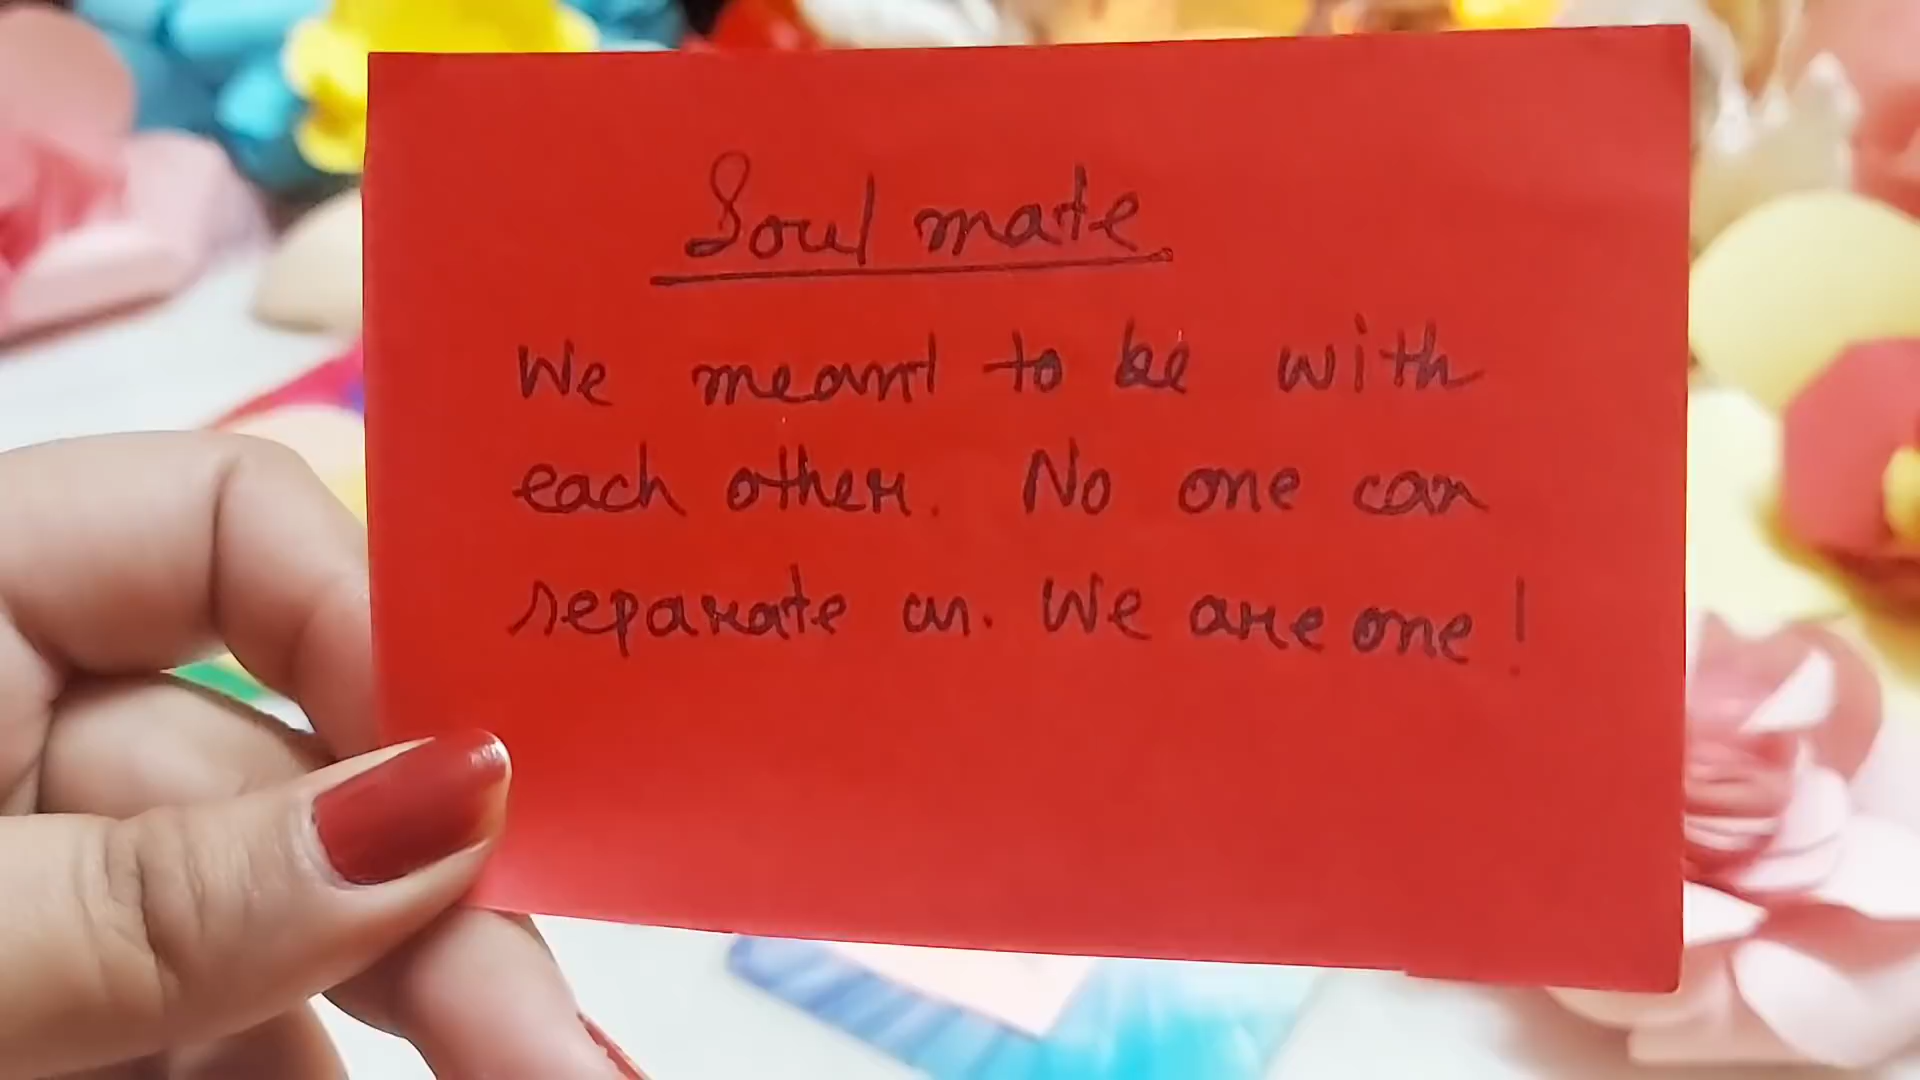 Soul mate
We meant to be with
each other. No one can
separate us. We are one!